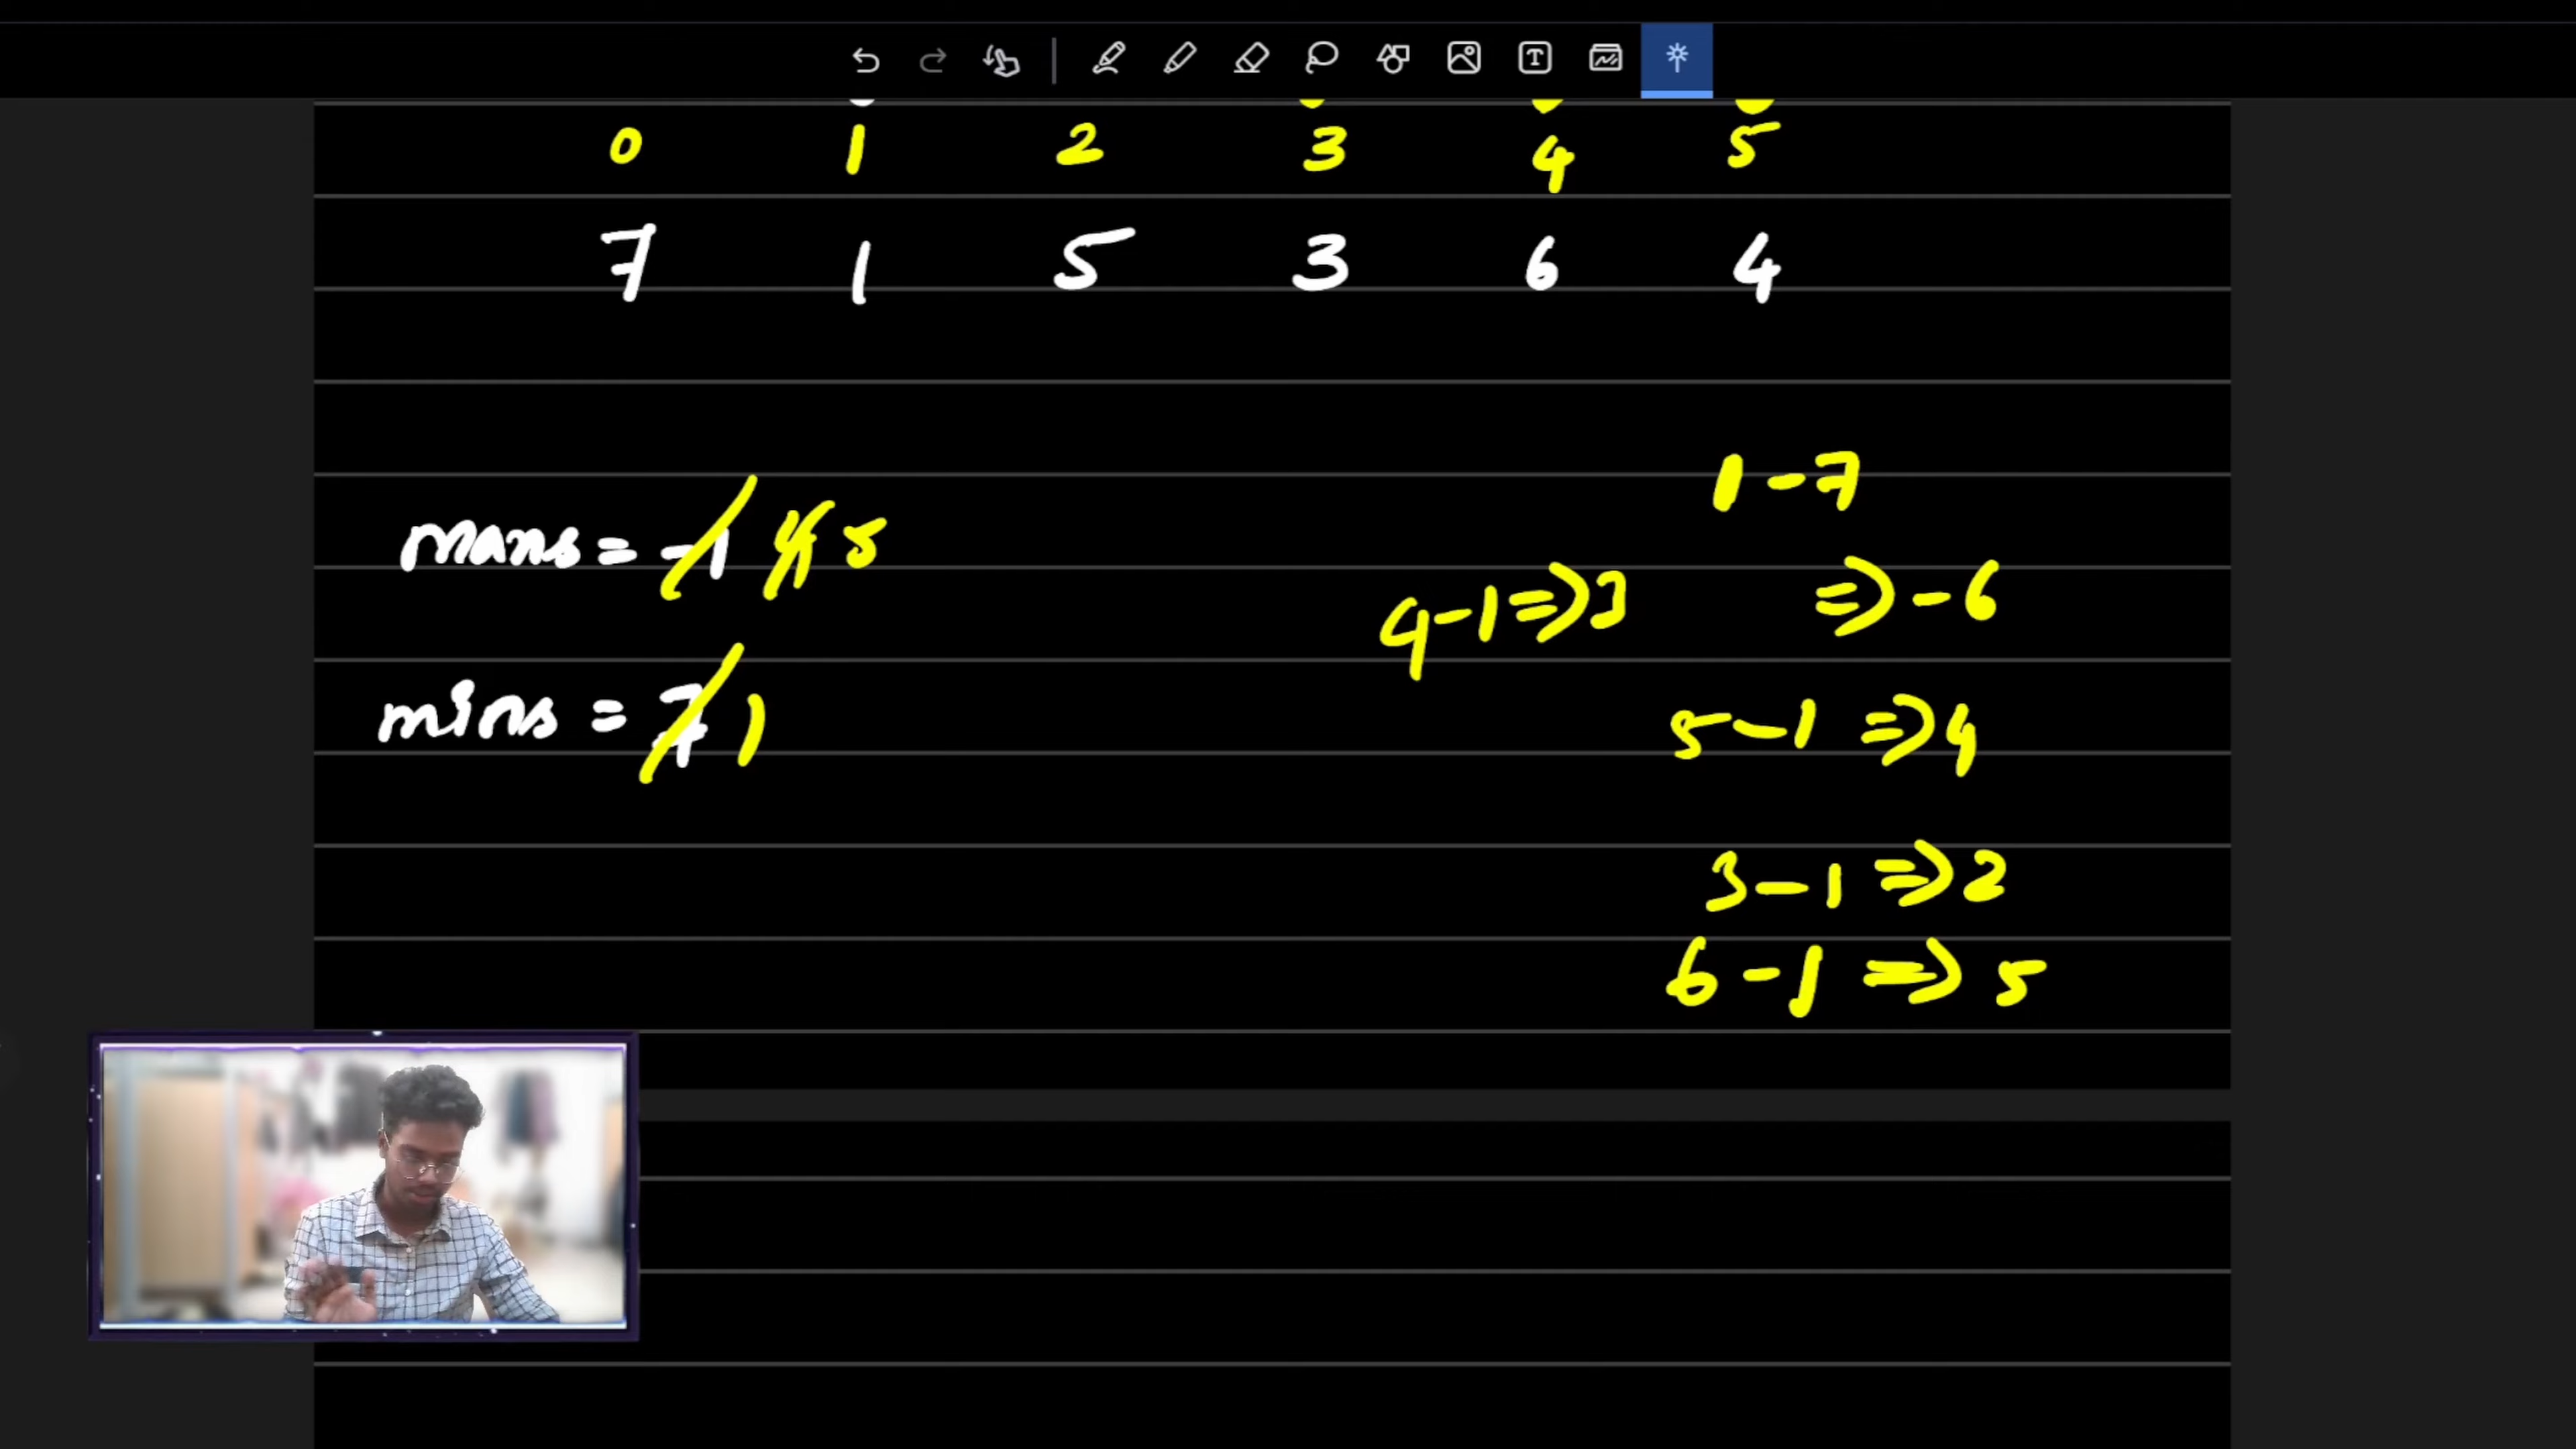 0 1 2 3 4 5
7 1 5 3 6 4
1 - 7
mans = -1 4 5
=> - 6
4 - 1 => 3
mins = 7 1
5 - 1 => 4
3 - 1 => 2
6 - 1 => 5